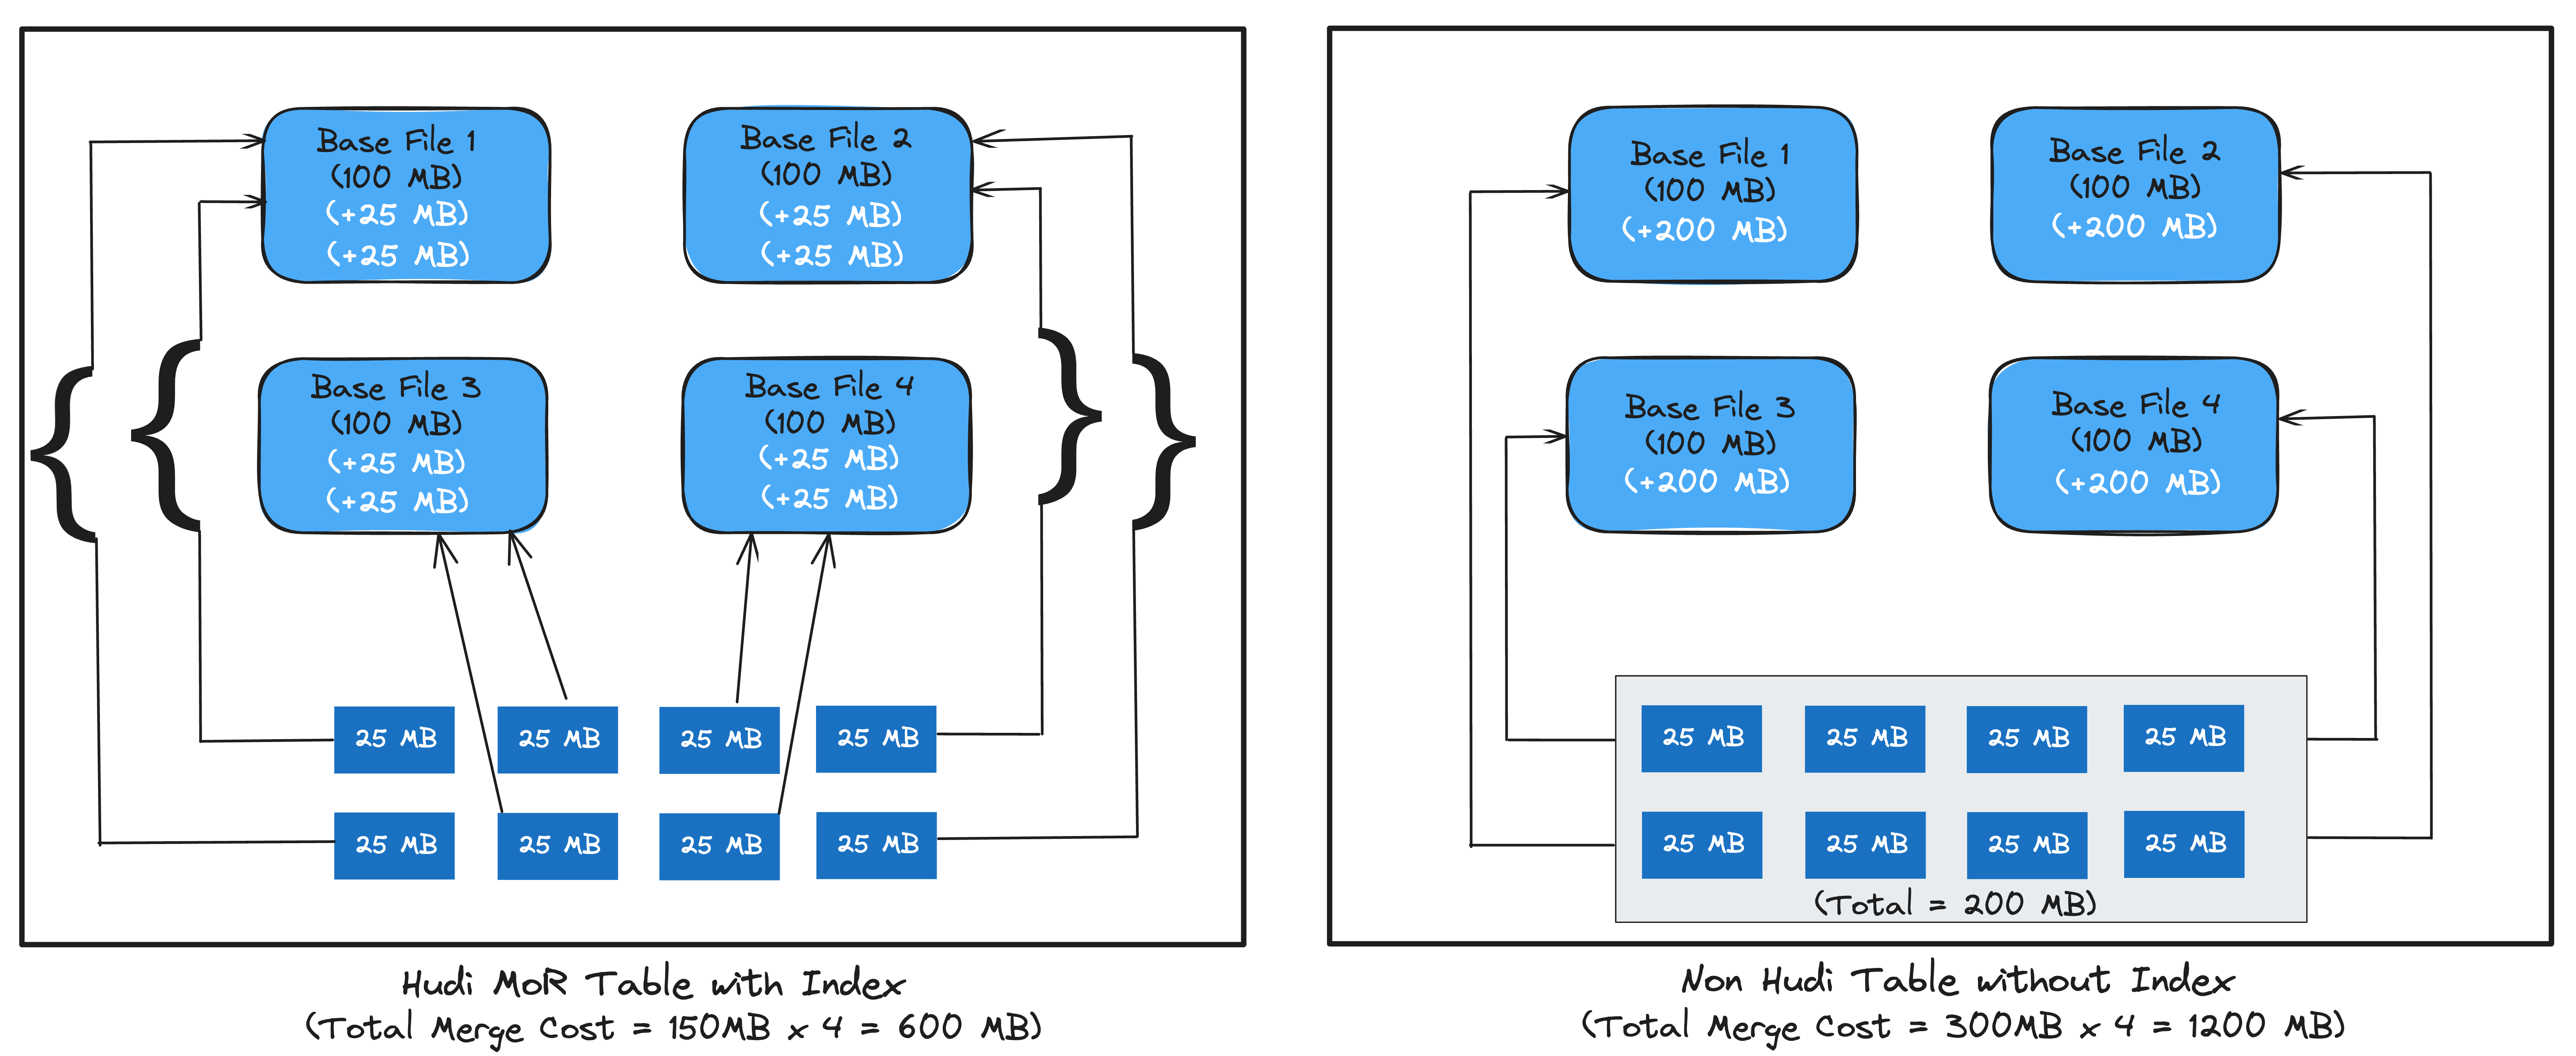 Base File 1
(100 MB)
(+25 MB)
(+25 MB)
Base File 2
(100 MB)
(+25 MB)
(+25 MB)
Base File 3
(100 MB)
(+25 MB)
(+25 MB)
Base File 4
(100 MB)
(+25 MB)
(+25 MB)
25 MB
25 MB
25 MB
25 MB
25 MB
25 MB
25 MB
25 MB
Hudi MoR Table with Index
(Total Merge Cost = 150MB x 4 = 600 MB)
Base File 1
(100 MB)
(+200 MB)
Base File 2
(100 MB)
(+200 MB)
Base File 3
(100 MB)
(+200 MB)
Base File 4
(100 MB)
(+200 MB)
25 MB
25 MB
25 MB
25 MB
25 MB
25 MB
25 MB
25 MB
(Total = 200 MB)
Non Hudi Table without Index
(Total Merge Cost = 300MB x 4 = 1200 MB)